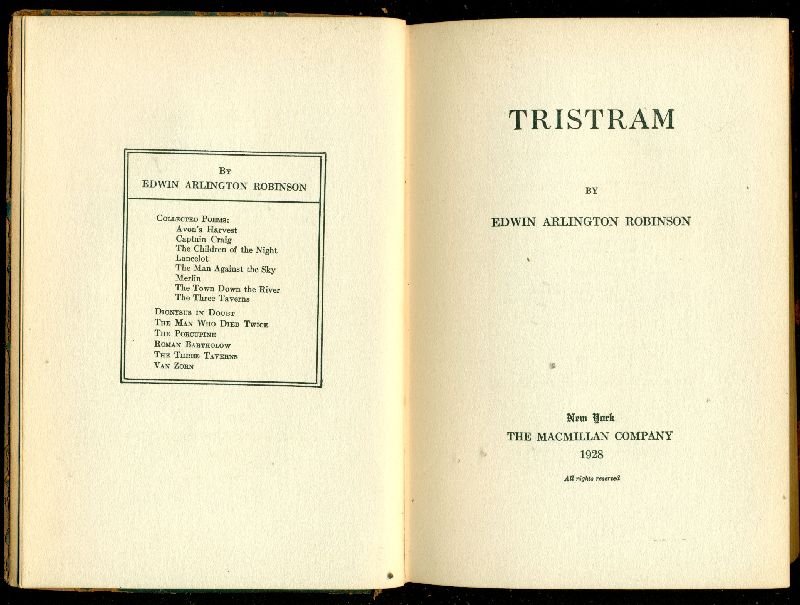 By
EDWIN ARLINGTON ROBINSON
Collected Poems:
Avon's Harvest
Captain Craig
The Children of the Night
Lancelot
The Man Against the Sky
Merlin
The Town Down the River
The Three Taverns
Dionysus in Doubt
The Man Who Died Twice
The Porcupine
Roman Bartholow
The Three Taverns
Van Zorn
TRISTRAM
BY
EDWIN ARLINGTON ROBINSON
New York
THE MACMILLAN COMPANY
1928
All rights reserved